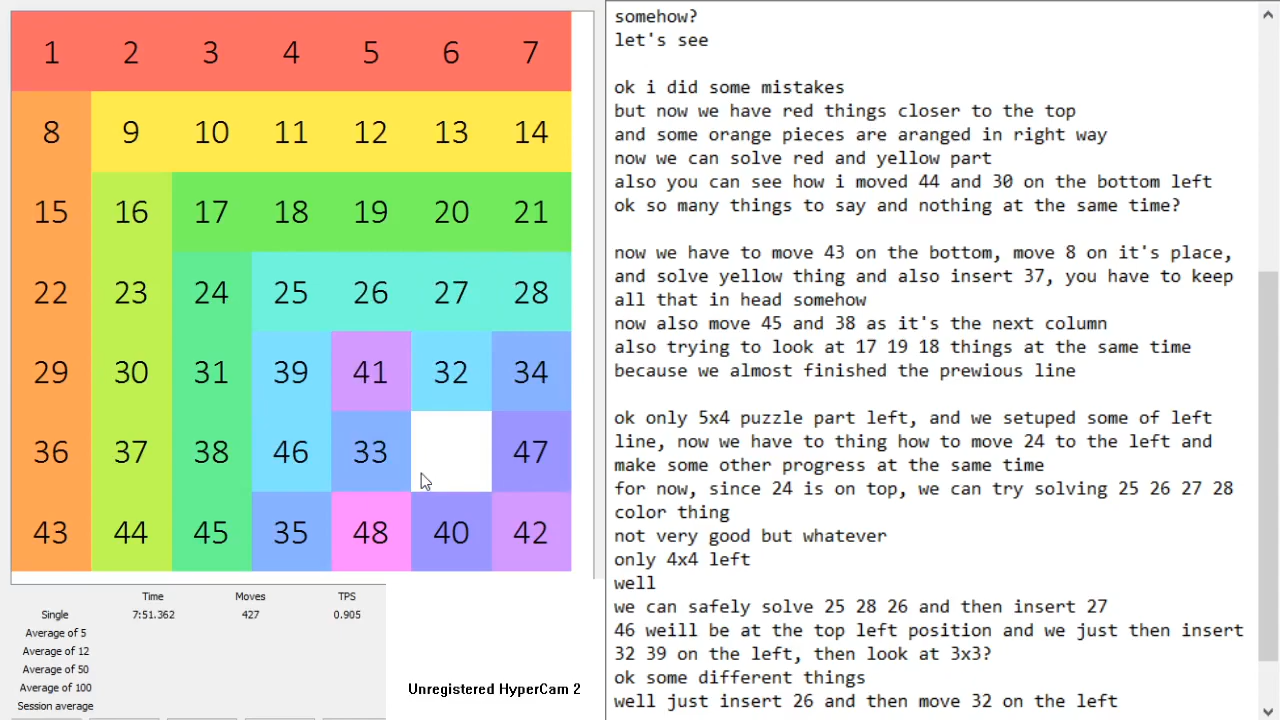 1 2 3 4 5 6 7
8 9 10 11 12 13 14
15 16 17 18 19 20 21
22 23 24 25 26 27 28
29 30 31 39 41 32 34
36 37 38 46 33 47
43 44 45 35 48 40 42
Time Moves TPS
Single 7:51.362 427 0.905
Average of 5
Average of 12
Average of 50
Average of 100
Session average
Unregistered HyperCam 2
somehow?
let's see
ok i did some mistakes
but now we have red things closer to the top
and some orange pieces are aranged in right way
now we can solve red and yellow part
also you can see how i moved 44 and 30 on the bottom left
ok so many things to say and nothing at the same time?
now we have to move 43 on the bottom, move 8 on it's place,
and solve yellow thing and also insert 37, you have to keep
all that in head somehow
now also move 45 and 38 as it's the next column
also trying to look at 17 19 18 things at the same time
because we almost finished the prewious line
ok only 5x4 puzzle part left, and we setuped some of left
line, now we have to thing how to move 24 to the left and
make some other progress at the same time
for now, since 24 is on top, we can try solving 25 26 27 28
color thing
not very good but whatever
only 4x4 left
well
we can safely solve 25 28 26 and then insert 27
46 weill be at the top left position and we just then insert
32 39 on the left, then look at 3x3?
ok some different things
well just insert 26 and then move 32 on the left